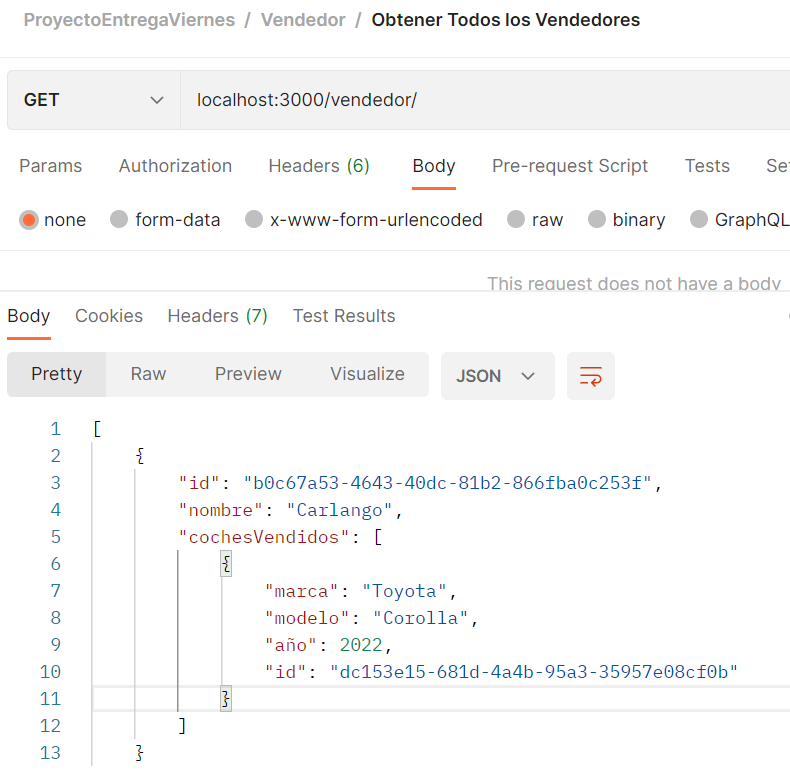 ProyectoEntregaViernes / Vendedor / Obtener Todos los Vendedores
GET localhost:3000/vendedor/
Params Authorization Headers (6) Body Pre-request Script Tests Set
none form-data x-www-form-urlencoded raw binary GraphQL
This request does not have a body
Body Cookies Headers (7) Test Results
Pretty Raw Preview Visualize JSON
1 [
2 {
3 "id": "b0c67a53-4643-40dc-81b2-866fba0c253f",
4 "nombre": "Carlango",
5 "cochesVendidos": [
6 {
7 "marca": "Toyota",
8 "modelo": "Corolla",
9 "año": 2022,
10 "id": "dc153e15-681d-4a4b-95a3-35957e08cf0b"
11 }
12 ]
13 }